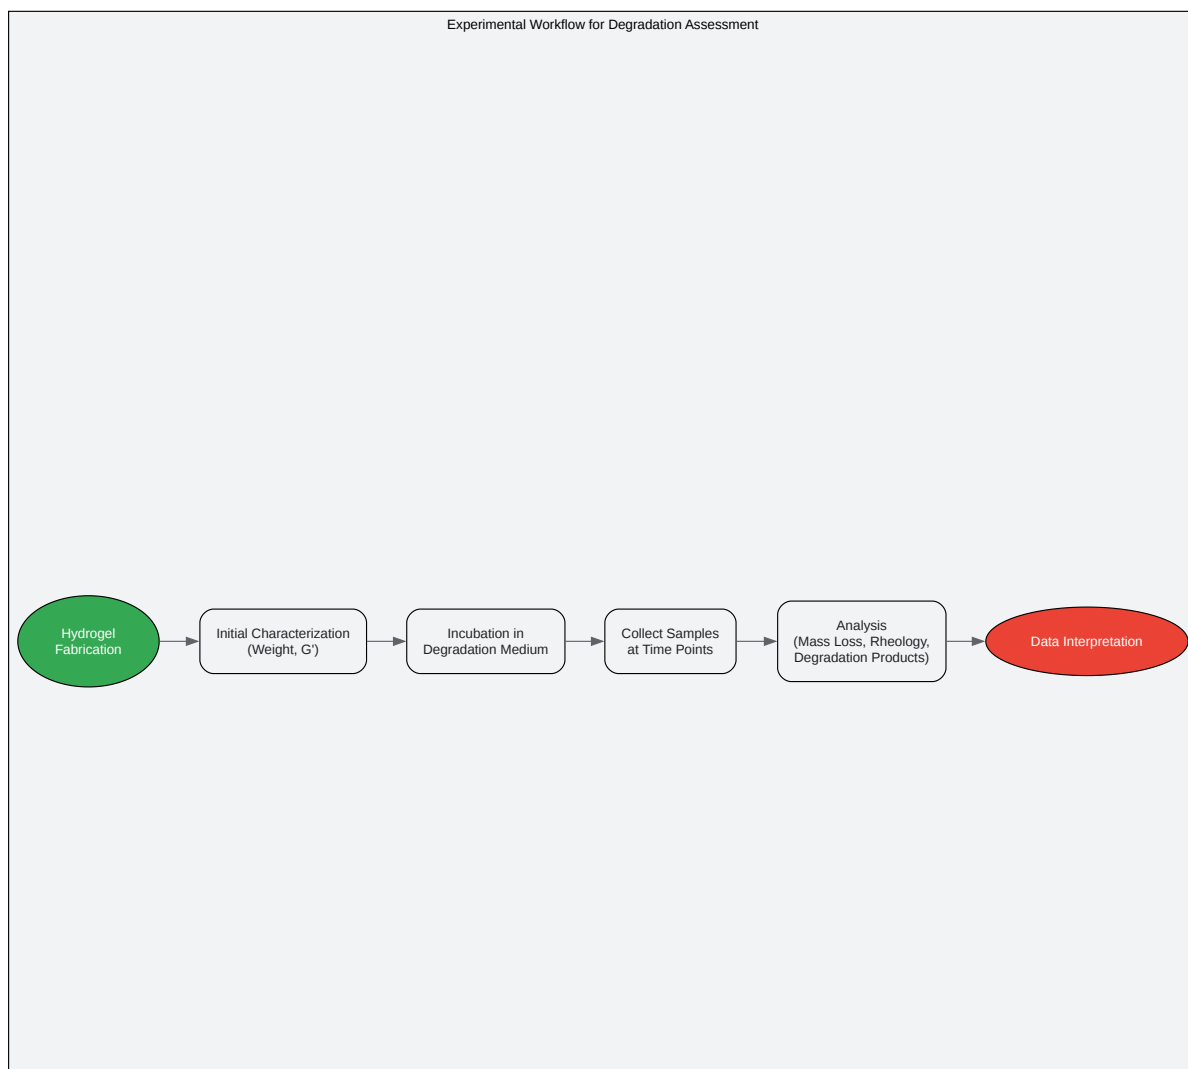 Experimental Workflow for Degradation Assessment
Hydrogel
Fabrication
Initial Characterization
(Weight, G')
Incubation in
Degradation Medium
Collect Samples
at Time Points
Analysis
(Mass Loss, Rheology,
Degradation Products)
Data Interpretation